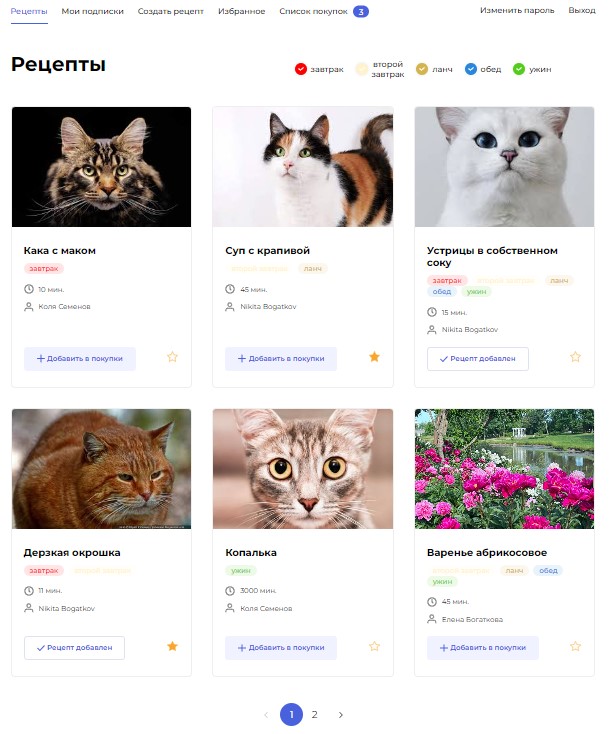 Рецепты Мои подписки Создать рецепт Избранное Список покупок 3 Изменить пароль Выход
Рецепты
завтрак
второй
завтрак
ланч
обед
ужин
Кака с маком
завтрак
10 мин.
Коля Семенов
Добавить в покупки
Суп с крапивой
второй завтрак ланч
45 мин.
Nikita Bogatkov
Добавить в покупки
Устрицы в собственном
соку
завтрак второй завтрак ланч
обед ужин
15 мин.
Nikita Bogatkov
Рецепт добавлен
Дерзкая окрошка
завтрак второй завтрак
11 мин.
Nikita Bogatkov
Рецепт добавлен
Копалька
ужин
3000 мин.
Коля Семенов
Добавить в покупки
Варенье абрикосовое
второй завтрак ланч обед
ужин
45 мин.
Елена Богаткова
Добавить в покупки
1 2